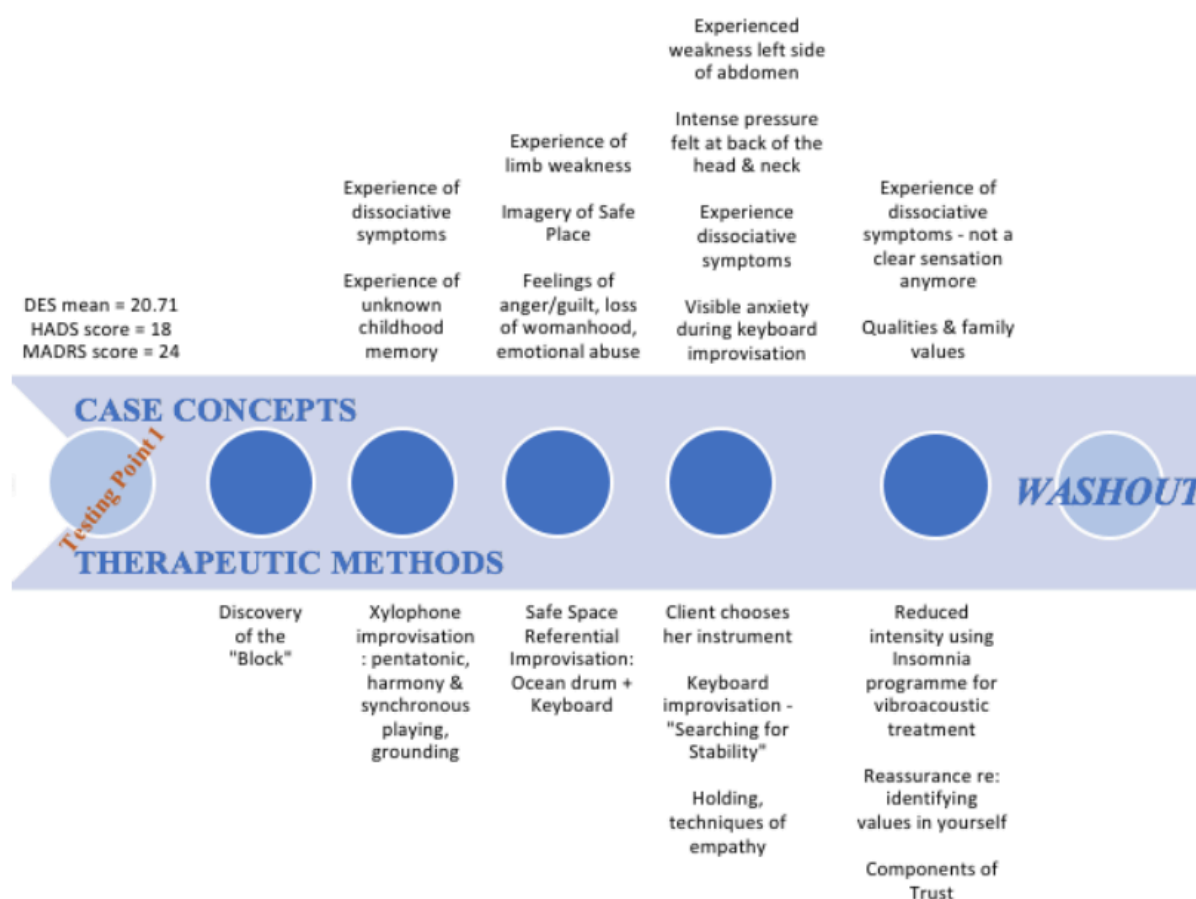 DES mean = 20.71
HADS score = 18
MADRS score = 24
Experience of
dissociative
symptoms
Experience of
unknown
childhood
memory
Experience of
limb weakness
Imagery of Safe
Place
Feelings of
anger/guilt, loss
of womanhood,
emotional abuse
Experienced
weakness left side
of abdomen
Intense pressure
felt at back of the
head & neck
Experience
dissociative
symptoms
Visible anxiety
during keyboard
improvisation
Experience of
dissociative
symptoms - not a
clear sensation
anymore
Qualities & family
values
CASE CONCEPTS
Testing Point 1
WASHOUT
THERAPEUTIC METHODS
Discovery
of the
"Block"
Xylophone
improvisation
: pentatonic,
harmony &
synchronous
playing,
grounding
Safe Space
Referential
Improvisation:
Ocean drum +
Keyboard
Client chooses
her instrument
Keyboard
improvisation -
"Searching for
Stability"
Holding,
techniques of
empathy
Reduced
intensity using
Insomnia
programme for
vibroacoustic
treatment
Reassurance re:
identifying
values in yourself
Components of
Trust